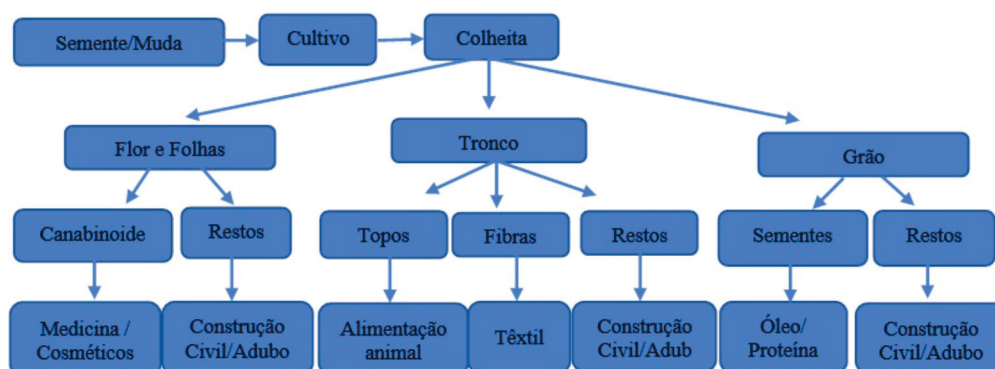 Semente/Muda
Cultivo
Colheita
Flor e Folhas
Tronco
Grão
Canabinoide
Restos
Topos
Fibras
Restos
Sementes
Restos
Medicina /
Cosméticos
Construção
Civil/Adubo
Alimentação
animal
Têxtil
Construção
Civil/Adub
Óleo/
Proteína
Construção
Civil/Adubo